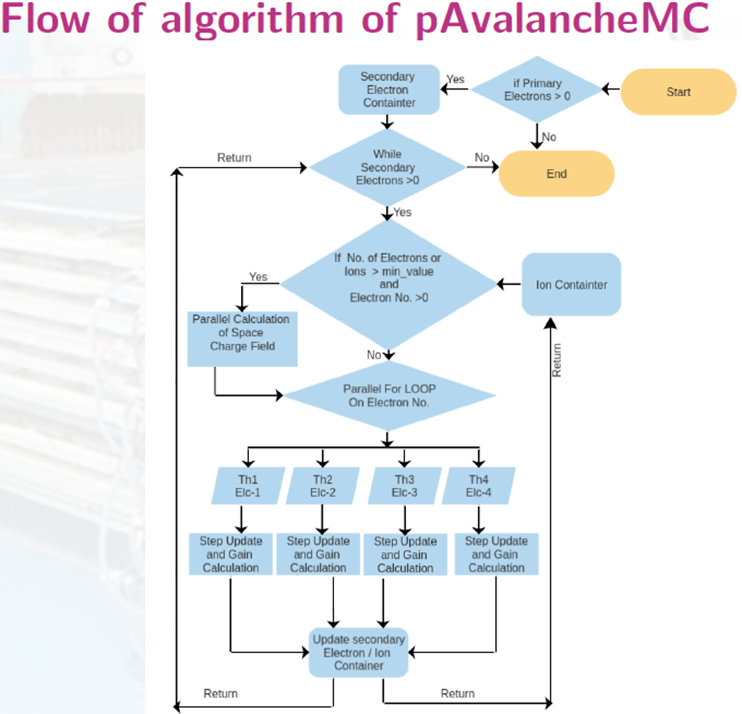 Flow of algorithm of pAvalancheMC
Start
if Primary
Electrons > 0
Yes
No
Secondary
Electron
Containter
End
While
Secondary
Electrons >0
No
Return
Yes
If No. of Electrons or
Ions > min_value
and
Electron No. >0
Ion Containter
Yes
Parallel Calculation
of Space
Charge Field
No
Return
Parallel For LOOP
On Electron No.
Th1
Elc-1
Th2
Elc-2
Th3
Elc-3
Th4
Elc-4
Step Update
and Gain
Calculation
Step Update
and Gain
Calculation
Step Update
and Gain
Calculation
Step Update
and Gain
Calculation
Update secondary
Electron / Ion
Container
Return
Return